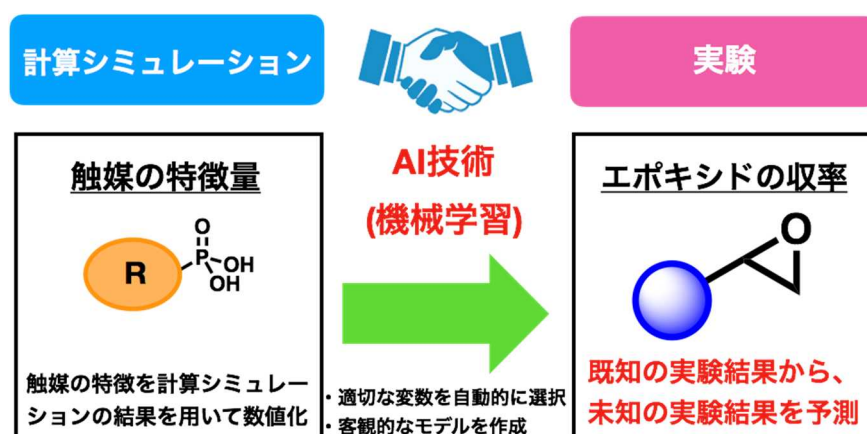 計算シミュレーション
実験
触媒の特徴量
O
P
OH
OH
R
触媒の特徴を計算シミュレー
ションの結果を用いて数値化
AI技術
(機械学習)
・適切な変数を自動的に選択
・客観的なモデルを作成
エポキシドの収率
O
既知の実験結果から、
未知の実験結果を予測